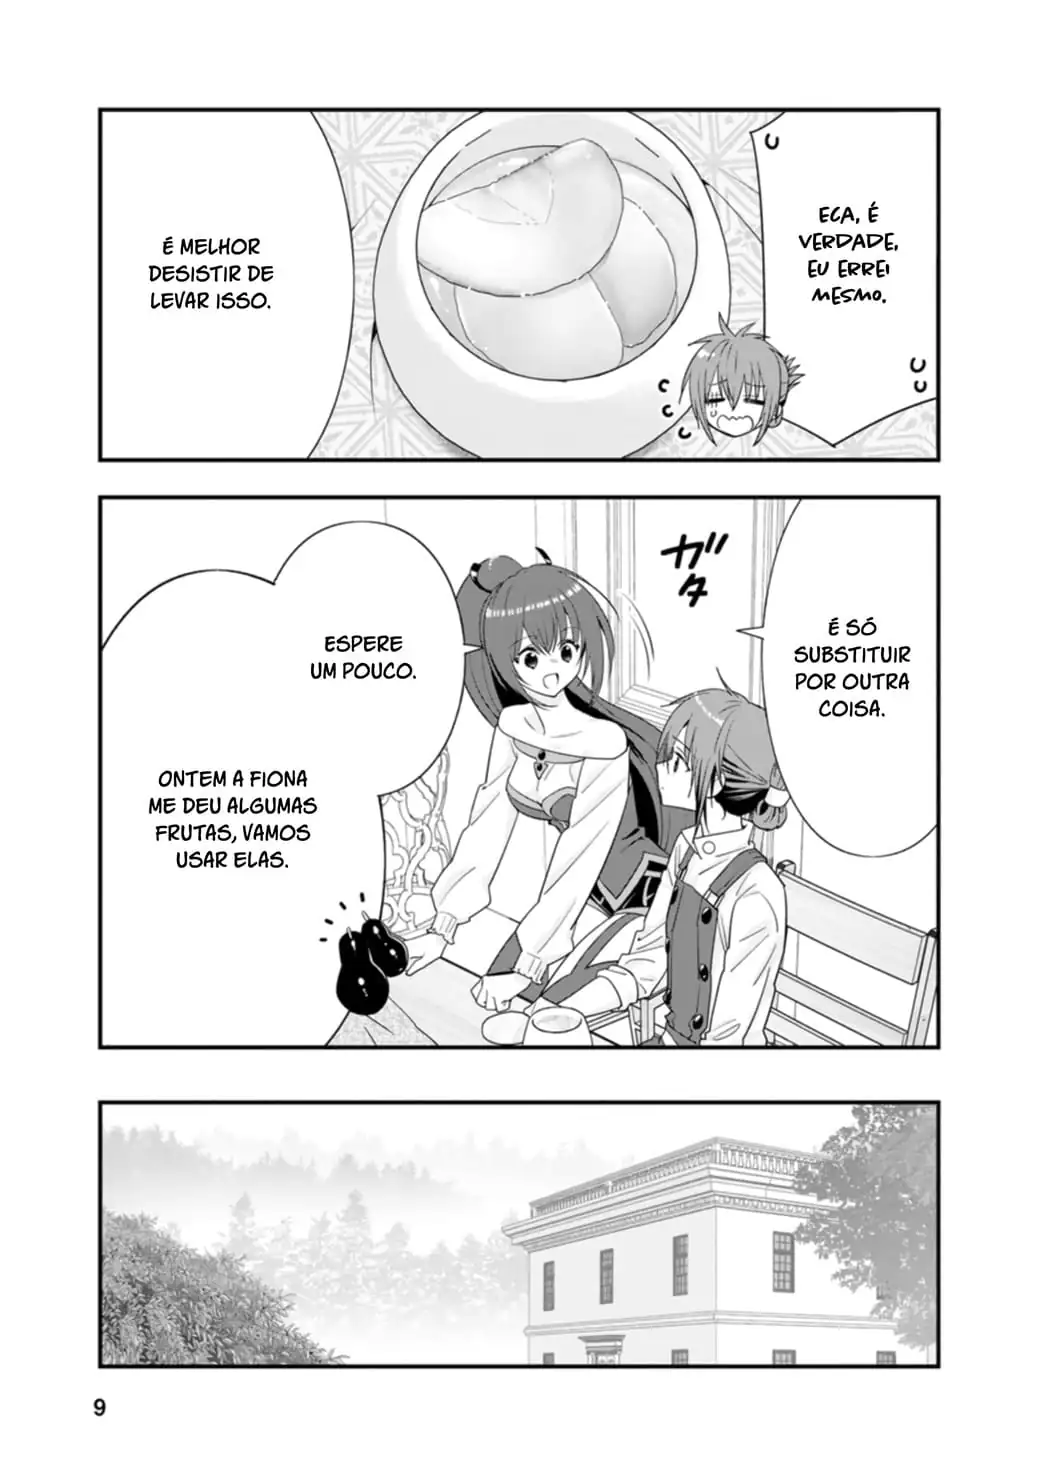 ECA, É
VERDADE,
EU ERREI
MESMO.
É MELHOR
DESISTIR DE
LEVAR ISSO.
É SÓ
SUBSTITUIR
POR OUTRA
COISA.
ガタ
ESPERE
UM POUCO.
ONTEM A FIONA
ME DEU ALGUMAS
FRUTAS, VAMOS
USAR ELAS.
9